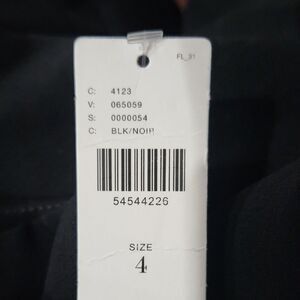 FL_31
C: 4123
V: 065059
S: 0000054
C: BLK/NOIR
54544226
SIZE
4